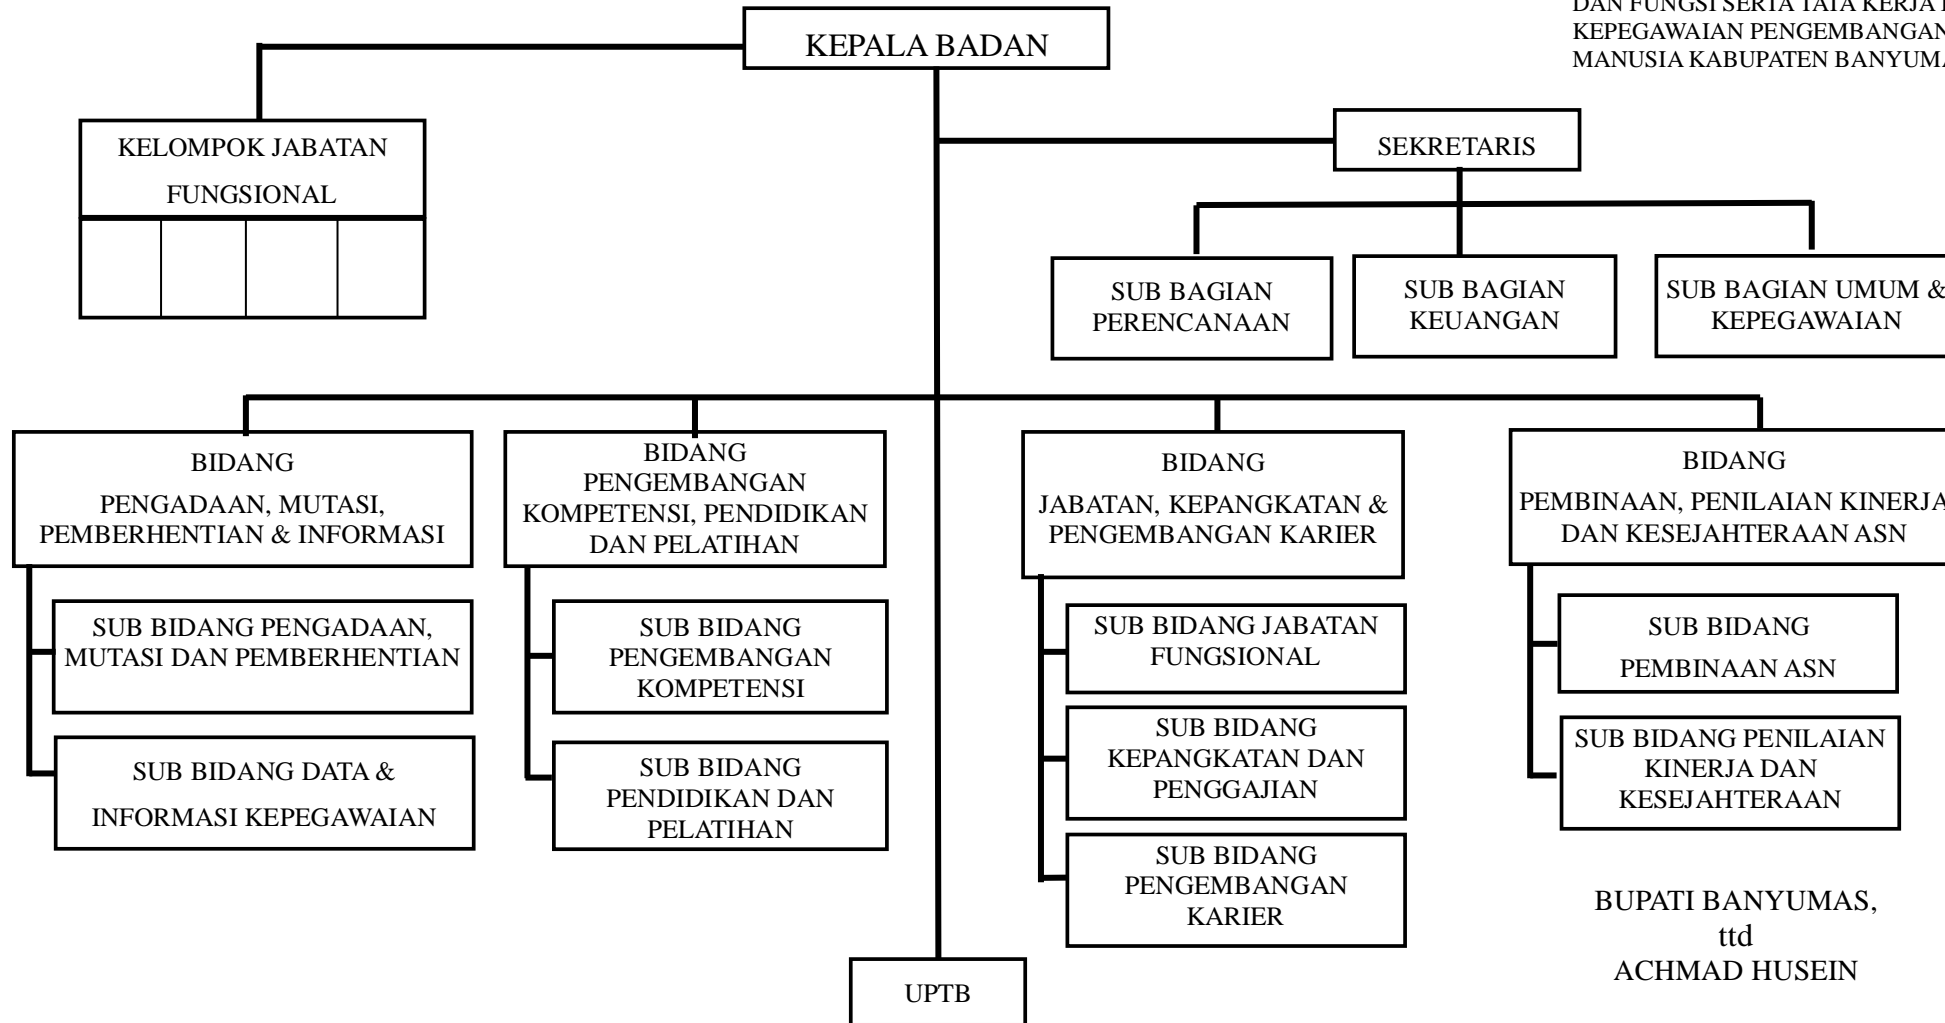 DAN FUNGSI SERTA TATA KERJA
KEPEGAWAIAN PENGEMBANGAN
MANUSIA KABUPATEN
KEPALA BADAN
KELOMPOK JABATAN
FUNGSIONAL
SEKRETARIS
SUB BAGIAN
PERENCANAAN
SUB BAGIAN
KEUANGAN
SUB BAGIAN UMUM &
KEPEGAWAIAN
BIDANG
PENGADAAN, MUTASI,
PEMBERHENTIAN & INFORMASI
BIDANG
PENGEMBANGAN
KOMPETENSI, PENDIDIKAN
DAN PELATIHAN
BIDANG
JABATAN, KEPANGKATAN &
PENGEMBANGAN KARIER
BIDANG
PEMBINAAN, PENILAIAN KINERJA
DAN KESEJAHTERAAN ASN
SUB BIDANG PENGADAAN,
MUTASI DAN PEMBERHENTIAN
SUB BIDANG DATA &
INFORMASI KEPEGAWAIAN
SUB BIDANG
PENGEMBANGAN
KOMPETENSI
SUB BIDANG
PENDIDIKAN DAN
PELATIHAN
SUB BIDANG JABATAN
FUNGSIONAL
SUB BIDANG
KEPANGKATAN DAN
PENGGAJIAN
SUB BIDANG
PENGEMBANGAN
KARIER
SUB BIDANG
PEMBINAAN ASN
SUB BIDANG PENILAIAN
KINERJA DAN
KESEJAHTERAAN
BUPATI BANYUMAS,
ttd
ACHMAD HUSEIN
UPTB